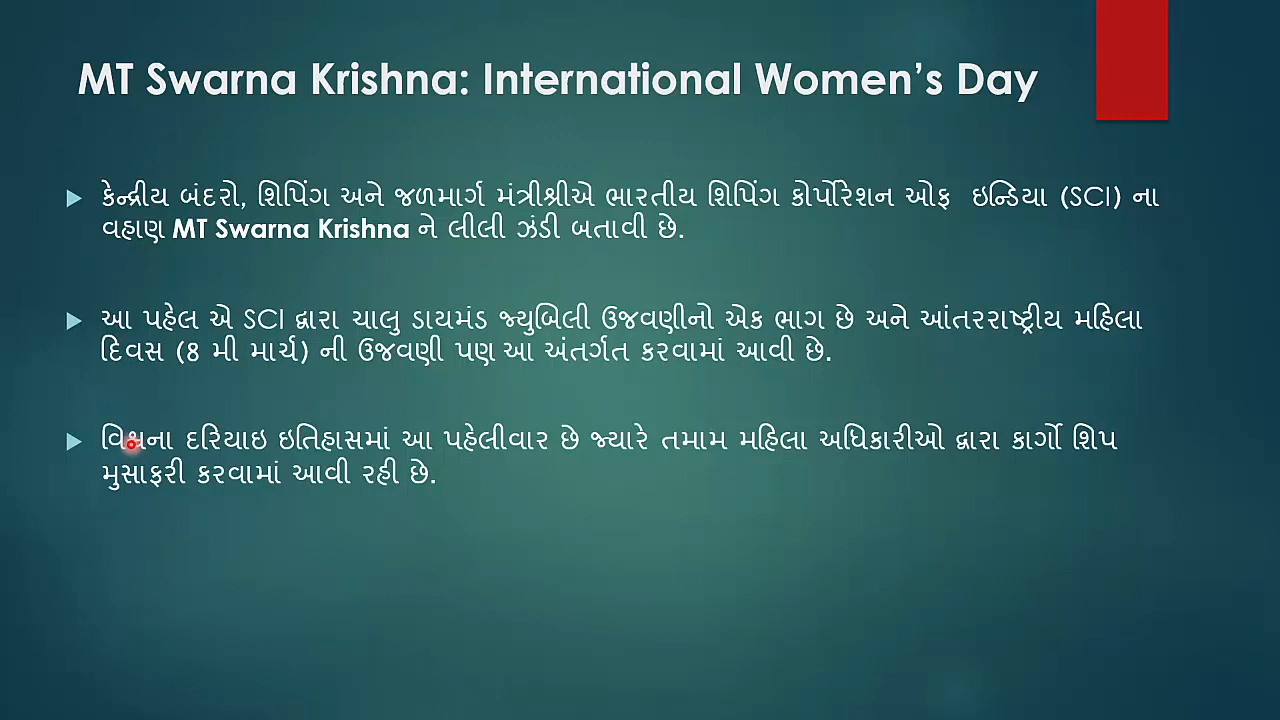 MT Swarna Krishna: International Women’s Day
કેન્દ્રીય બંદરો, શિપિંગ અને જળમાર્ગ મંત્રીશ્રીએ ભારતીય શિપિંગ કોર્પોરેશન ઓફ ઇન્ડિયા (SCI) ના
વહાણ MT Swarna Krishna ને લીલી ઝંડી બતાવી છે.
આ પહેલ એ SCI દ્વારા ચાલુ ડાયમંડ જ્યુબિલી ઉજવણીનો એક ભાગ છે અને આંતરરાષ્ટ્રીય મહિલા
દિવસ (8 મી માર્ચ) ની ઉજવણી પણ આ અંતર્ગત કરવામાં આવી છે.
વિશ્વના દરિયાઇ ઇતિહાસમાં આ પહેલીવાર છે જ્યારે તમામ મહિલા અધિકારીઓ દ્વારા કાર્ગો શિપ
મુસાફરી કરવામાં આવી રહી છે.